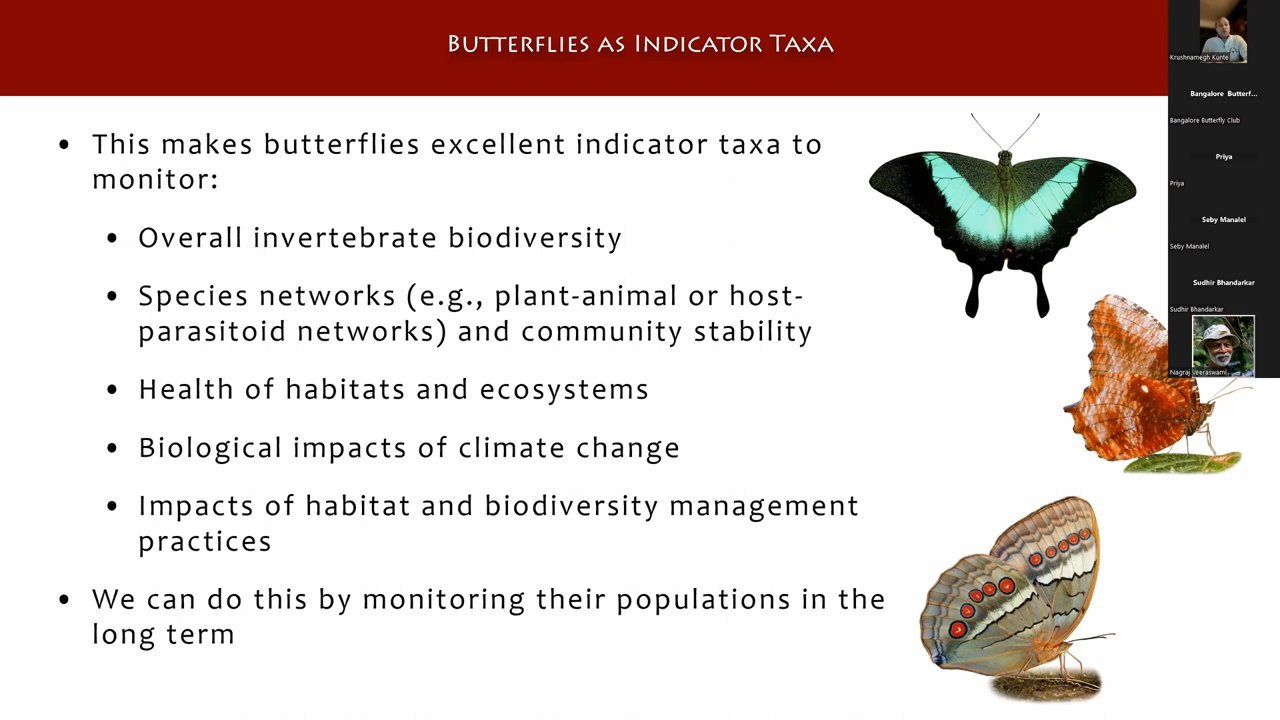 BUTTERFLIES AS INDICATOR TAXA
• This makes butterflies excellent indicator taxa to
monitor:
• Overall invertebrate biodiversity
• Species networks (e.g., plant-animal or host-
parasitoid networks) and community stability
• Health of habitats and ecosystems
• Biological impacts of climate change
• Impacts of habitat and biodiversity management
practices
• We can do this by monitoring their populations in the
long term
Krushnamegh Kunte
Bangalore Butterf...
Bangalore Butterfly Club
Priya
Priya
Seby Manalel
Seby Manalel
Sudhir Bhandarkar
Sudhir Bhandarkar
Nagraj Veeraswami